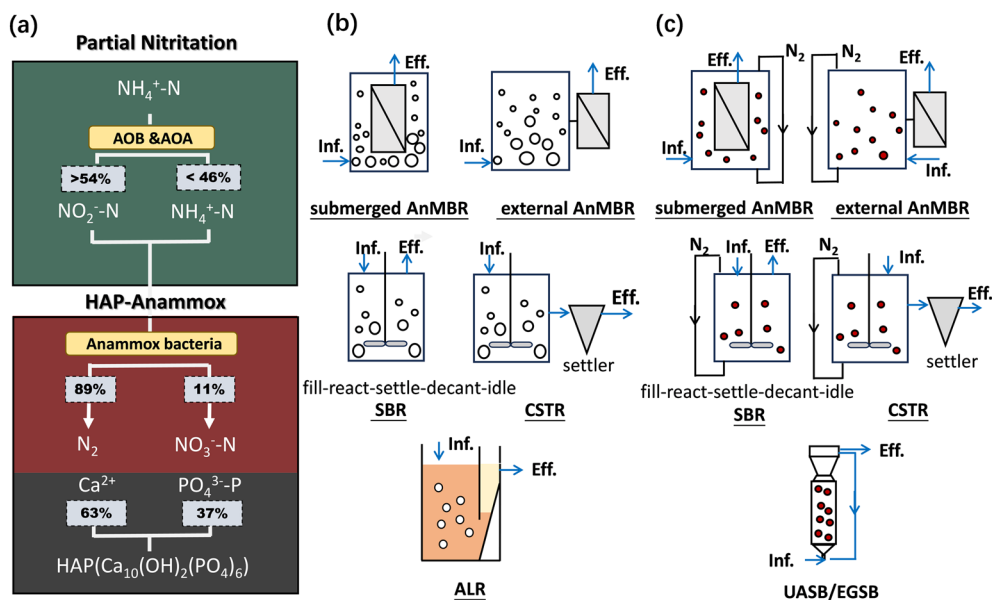 (a)
Partial Nitritation
NH₄⁺-N
AOB &AOA
>54%
< 46%
NO₂⁻-N
NH₄⁺-N
HAP-Anammox
Anammox bacteria
89%
11%
N₂
NO₃⁻-N
Ca²⁺
PO₄³⁻-P
63%
37%
HAP(Ca₁₀(OH)₂(PO₄)₆)
(b)
Eff.
Inf.
submerged AnMBR
Eff.
Inf.
external AnMBR
Inf.
Eff.
fill-react-settle-decant-idle
SBR
Inf.
Eff.
settler
CSTR
Inf.
Eff.
ALR
(c)
Eff.
N₂
Inf.
submerged AnMBR
N₂
Eff.
Inf.
external AnMBR
N₂
Inf.
Eff.
fill-react-settle-decant-idle
SBR
N₂
Inf.
Eff.
settler
CSTR
Eff.
Inf.
UASB/EGSB